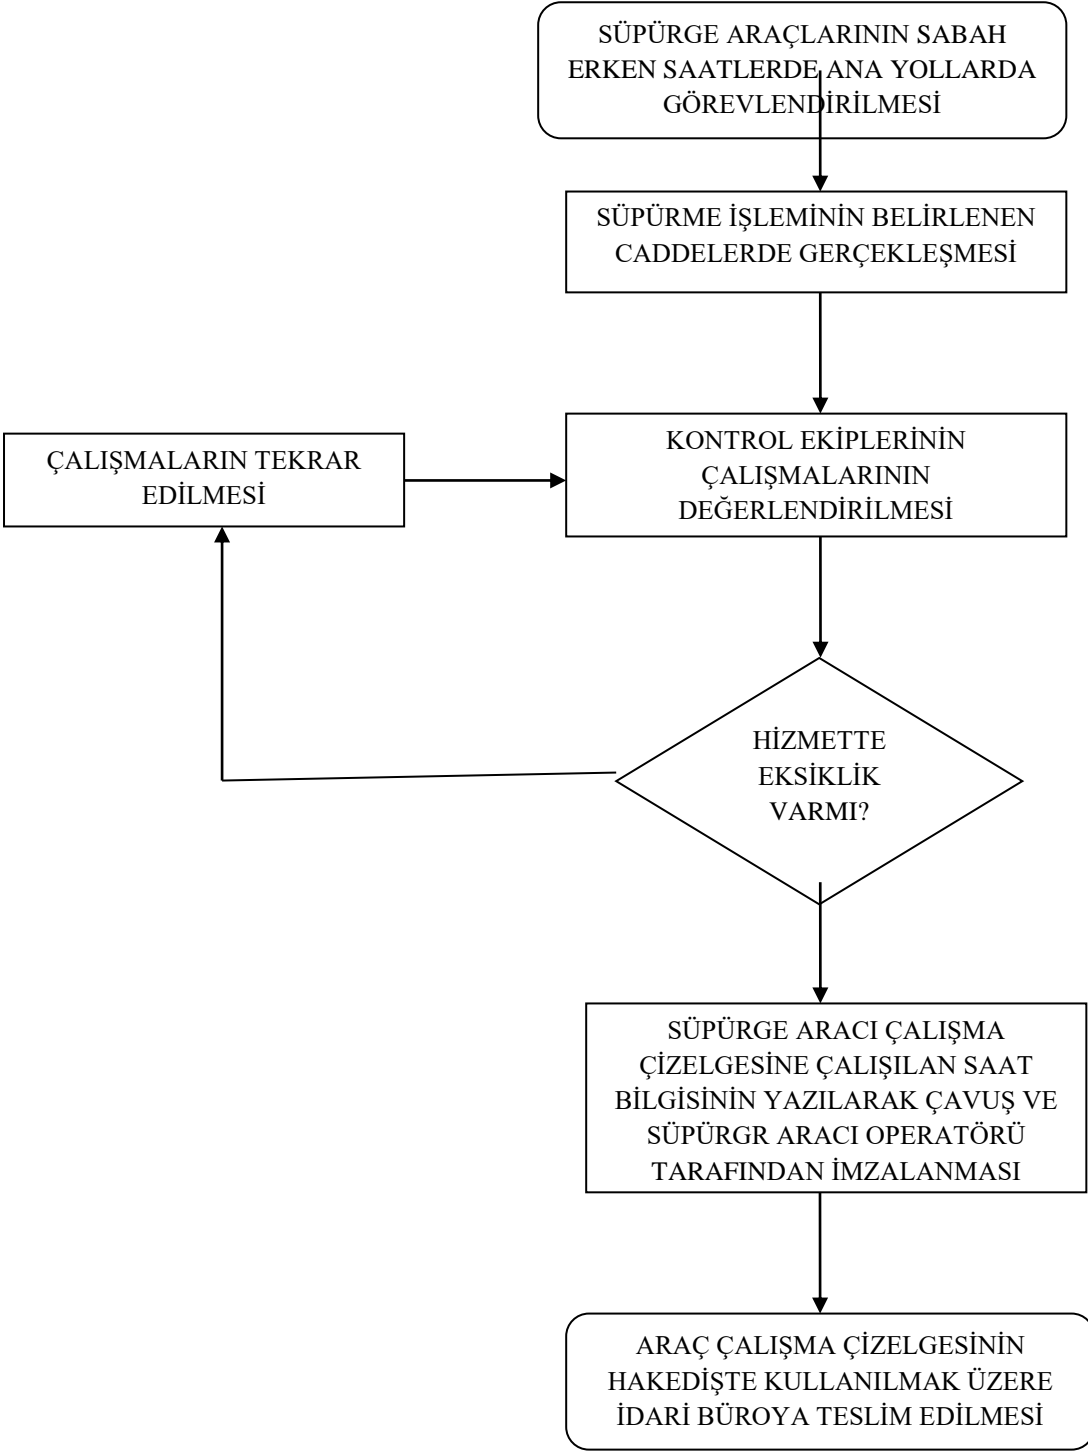 SÜPÜRGE ARAÇLARININ SABAH
ERKEN SAATLERDE ANA YOLLARDA
GÖREVLENDİRİLMESİ
SÜPÜRME İŞLEMİNİN BELİRLENEN
CADDELERDE GERÇEKLEŞMESİ
KONTROL EKİPLERİNİN
ÇALIŞMALARININ
DEĞERLENDİRİLMESİ
ÇALIŞMALARIN TEKRAR
EDİLMESİ
HİZMETTE
EKSİKLİK
VARMI?
SÜPÜRGE ARACI ÇALIŞMA
ÇİZELGESİNE ÇALIŞILAN SAAT
BİLGİSİNİN YAZILARAK ÇAVUŞ VE
SÜPÜRGR ARACI OPERATÖRÜ
TARAFINDAN İMZALANMASI
ARAÇ ÇALIŞMA ÇİZELGESİNİN
HAKEDİŞTE KULLANILMAK ÜZERE
İDARİ BÜROYA TESLİM EDİLMESİ